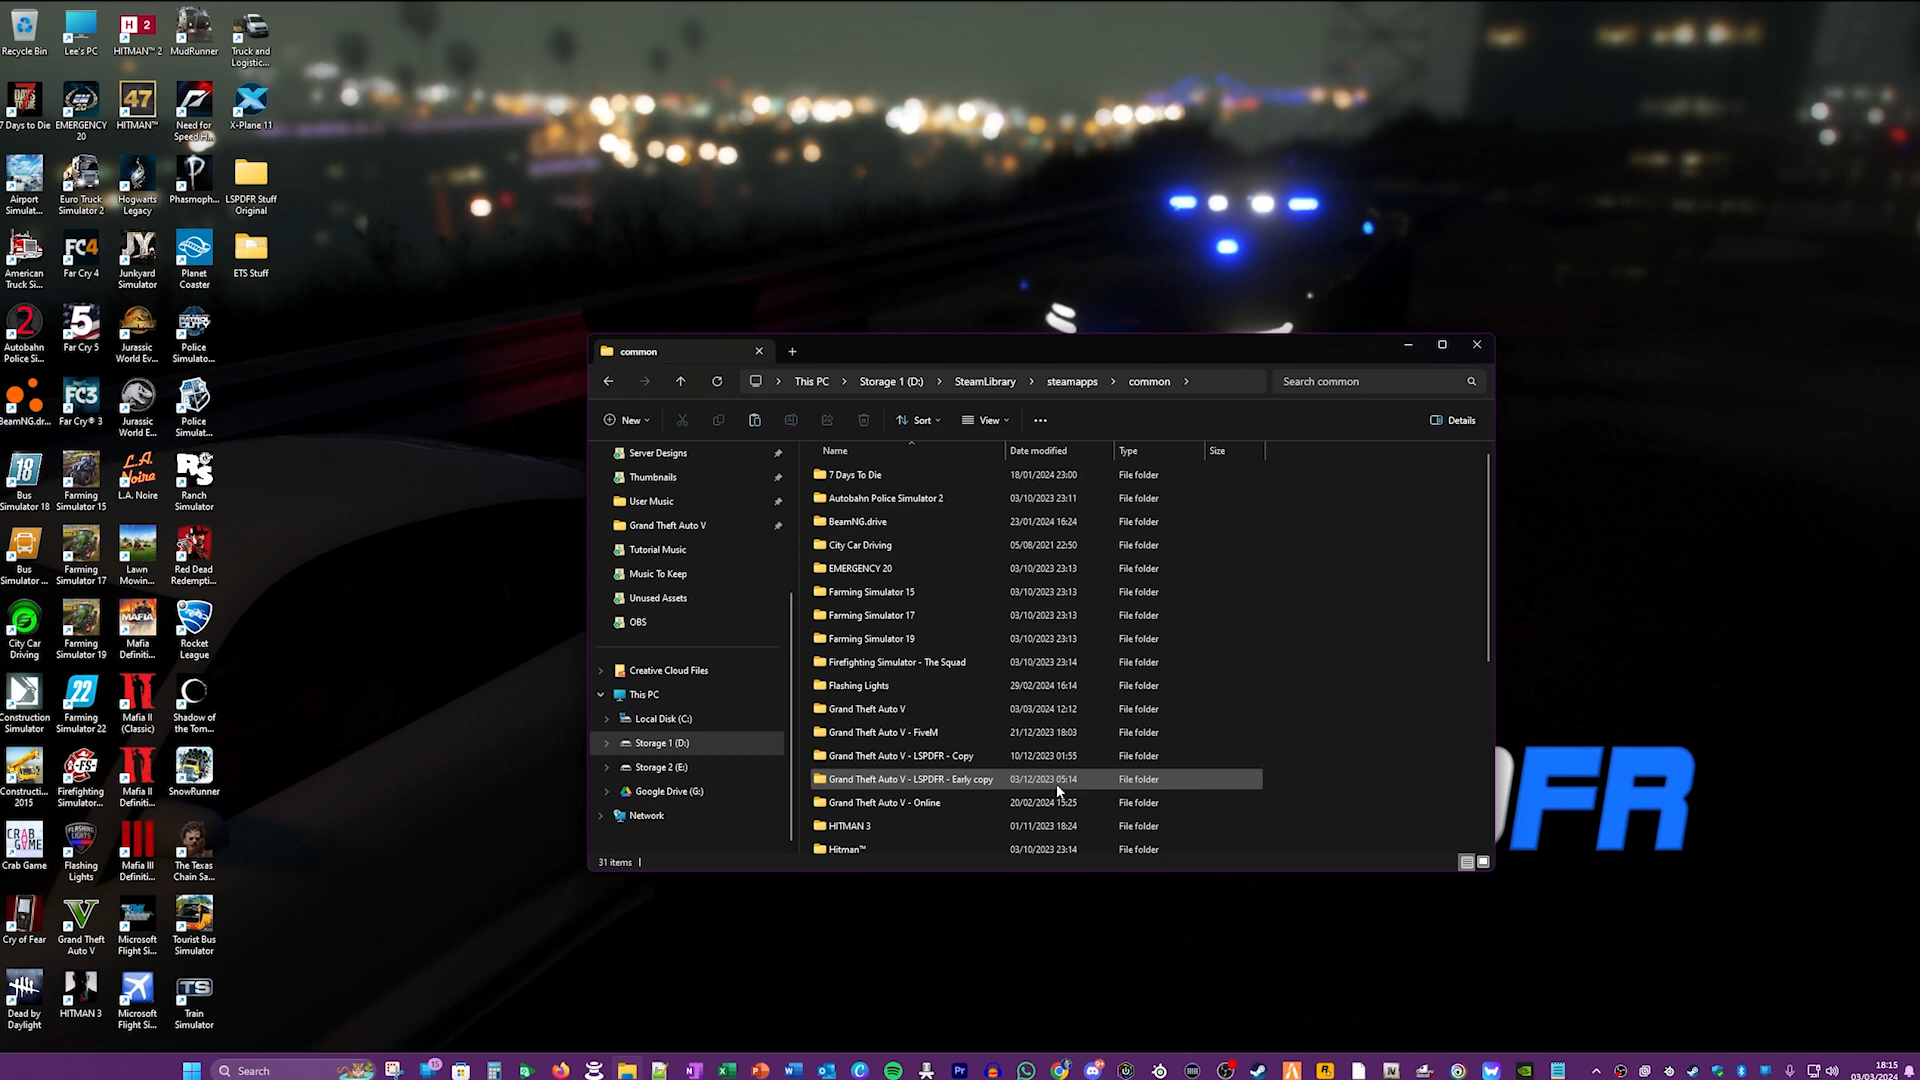 Recycle Bin
Lee's PC
HITMAN™ 2
MudRunner
Truck and
Logistic...
7 Days to Die
EMERGENCY
20
HITMAN™
Need for
Speed H...
X-Plane 11
Airport
Simulat...
Euro Truck
Simulator 2
Hogwarts
Legacy
Phasmoph...
LSPDFR Stuff
Original
American
Truck Si...
Far Cry 4
Junkyard
Simulator
Planet
Coaster
ETS Stuff
Autobahn
Police Si...
Far Cry 5
Jurassic
World Ev...
Police
Simulato...
BeamNG.dr...
Far Cry® 3
Jurassic
World E...
Police
Simulat...
Bus
Simulator 18
Farming
Simulator 15
L.A. Noire
Ranch
Simulator
Bus
Simulator ...
Farming
Simulator 17
Lawn
Mowin...
Red Dead
Redempti...
City Car
Driving
Farming
Simulator 19
Mafia
Definiti...
Rocket
League
Construction
Simulator
Farming
Simulator 22
Mafia II
(Classic)
Shadow of
the Tom...
Constructi...
2015
Firefighting
Simulator...
Mafia II
Definiti...
SnowRunner
Crab Game
Flashing
Lights
Mafia III
Definiti...
The Texas
Chain Sa...
Cry of Fear
Grand Theft
Auto V
Microsoft
Flight Si...
Tourist Bus
Simulator
Dead by
Daylight
HITMAN 3
Microsoft
Flight Si...
Train
Simulator
common
This PC > Storage 1 (D:) > SteamLibrary > steamapps > common >
Search common
New
Sort
View
Details
Server Designs
Thumbnails
User Music
Grand Theft Auto V
Tutorial Music
Music To Keep
Unused Assets
OBS
Creative Cloud Files
This PC
Local Disk (C:)
Storage 1 (D:)
Storage 2 (E:)
Google Drive (G:)
Network
Name Date modified Type Size
7 Days To Die 18/01/2024 23:00 File folder
Autobahn Police Simulator 2 03/10/2023 23:11 File folder
BeamNG.drive 23/01/2024 16:24 File folder
City Car Driving 05/08/2021 22:50 File folder
EMERGENCY 20 03/10/2023 23:13 File folder
Farming Simulator 15 03/10/2023 23:13 File folder
Farming Simulator 17 03/10/2023 23:13 File folder
Farming Simulator 19 03/10/2023 23:13 File folder
Firefighting Simulator - The Squad 03/10/2023 23:14 File folder
Flashing Lights 29/02/2024 16:14 File folder
Grand Theft Auto V 03/03/2024 12:12 File folder
Grand Theft Auto V - FiveM 21/12/2023 18:03 File folder
Grand Theft Auto V - LSPDFR - Copy 10/12/2023 01:55 File folder
Grand Theft Auto V - LSPDFR - Early copy 03/12/2023 05:14 File folder
Grand Theft Auto V - Online 20/02/2024 15:25 File folder
HITMAN 3 01/11/2023 18:24 File folder
Hitman™ 03/10/2023 23:14 File folder
31 items
FR
Search
18:15
03/03/2024